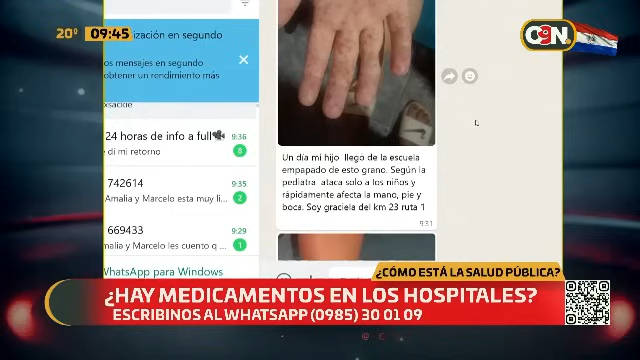 20º 09:45
ización en segundo
C9N.
os mensajes en segundo
obtener un rendimiento más
xsackie
24 horas de info a full
9:36
e di mi retorno
8
742614
9:35
Amalia y Marcelo esta muy li...
2
669433
9:29
malia y Marcelo les cuento q...
1
WhatsApp para Windows
Un día mi hijo llegó de la escuela
empapado de esto grano. Según la
pediatra ataca solo a los niños y
rápidamente afecta la mano, pie y
boca. Soy graciela del km 23 ruta 1
9:31
¿CÓMO ESTÁ LA SALUD PÚBLICA?
¿HAY MEDICAMENTOS EN LOS HOSPITALES?
ESCRIBINOS AL WHATSAPP (0985) 30 01 09